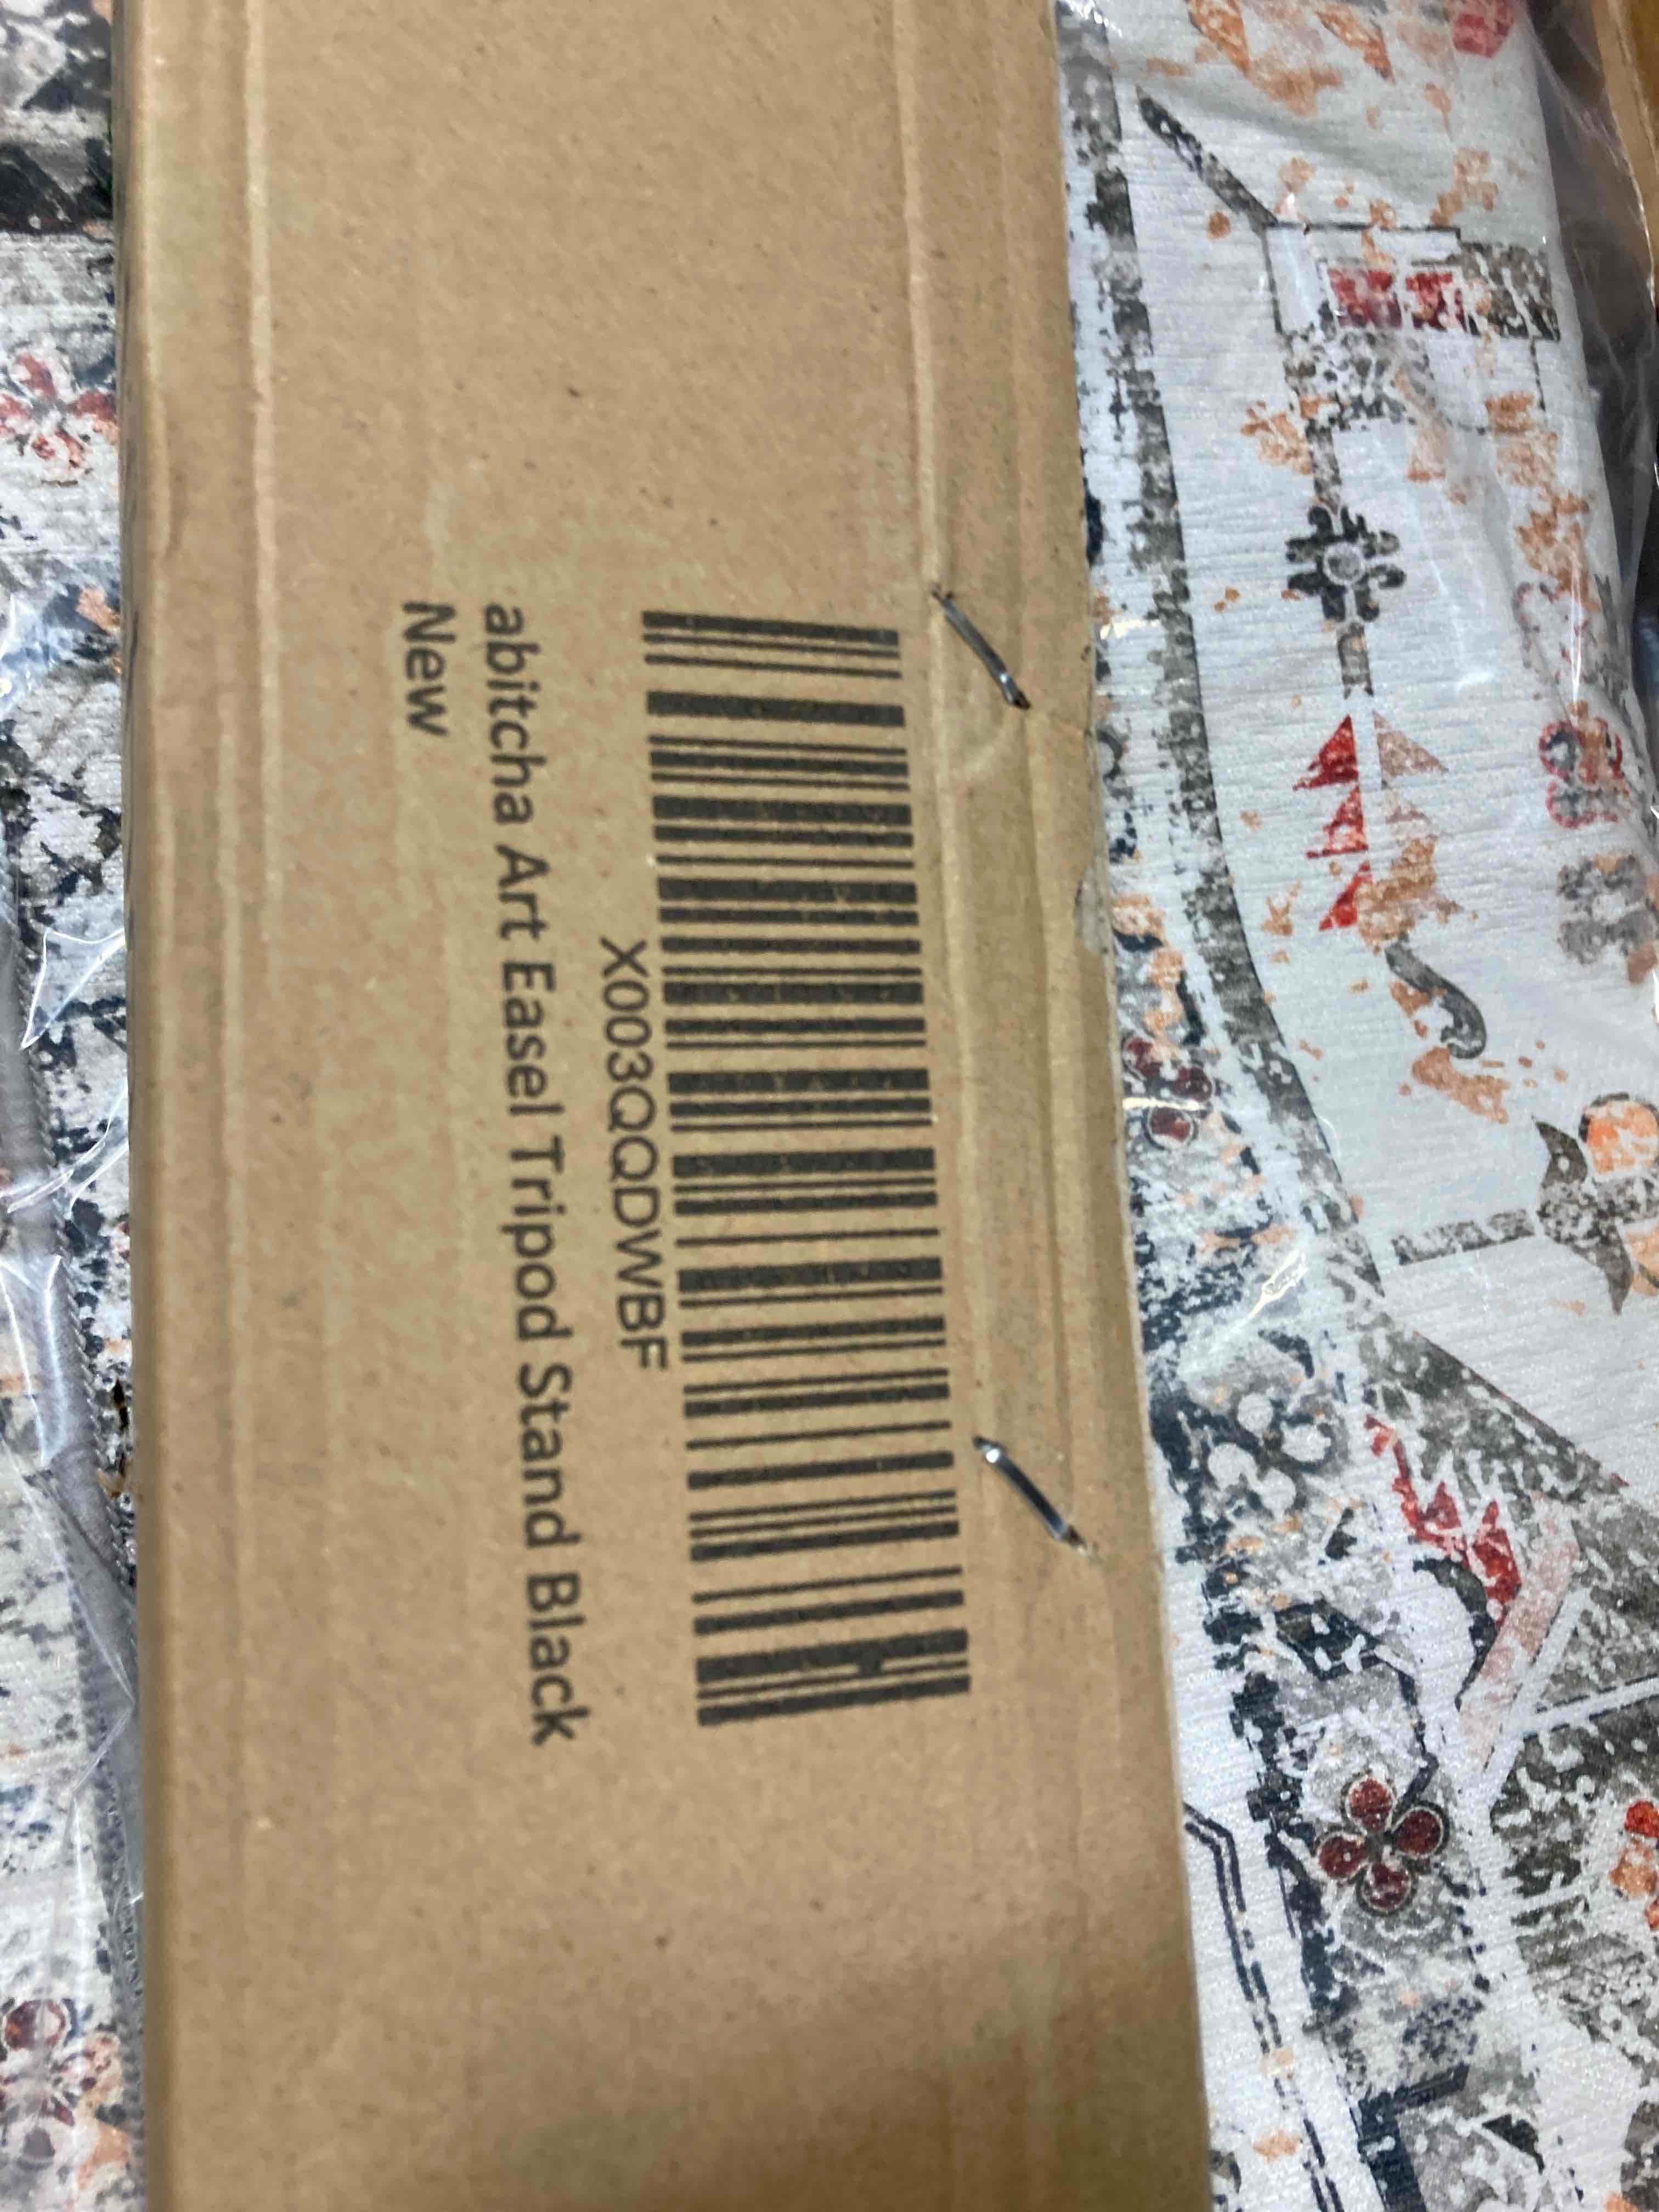 X003QQDWBF
abitcha Art Easel Tripod Stand Black
New